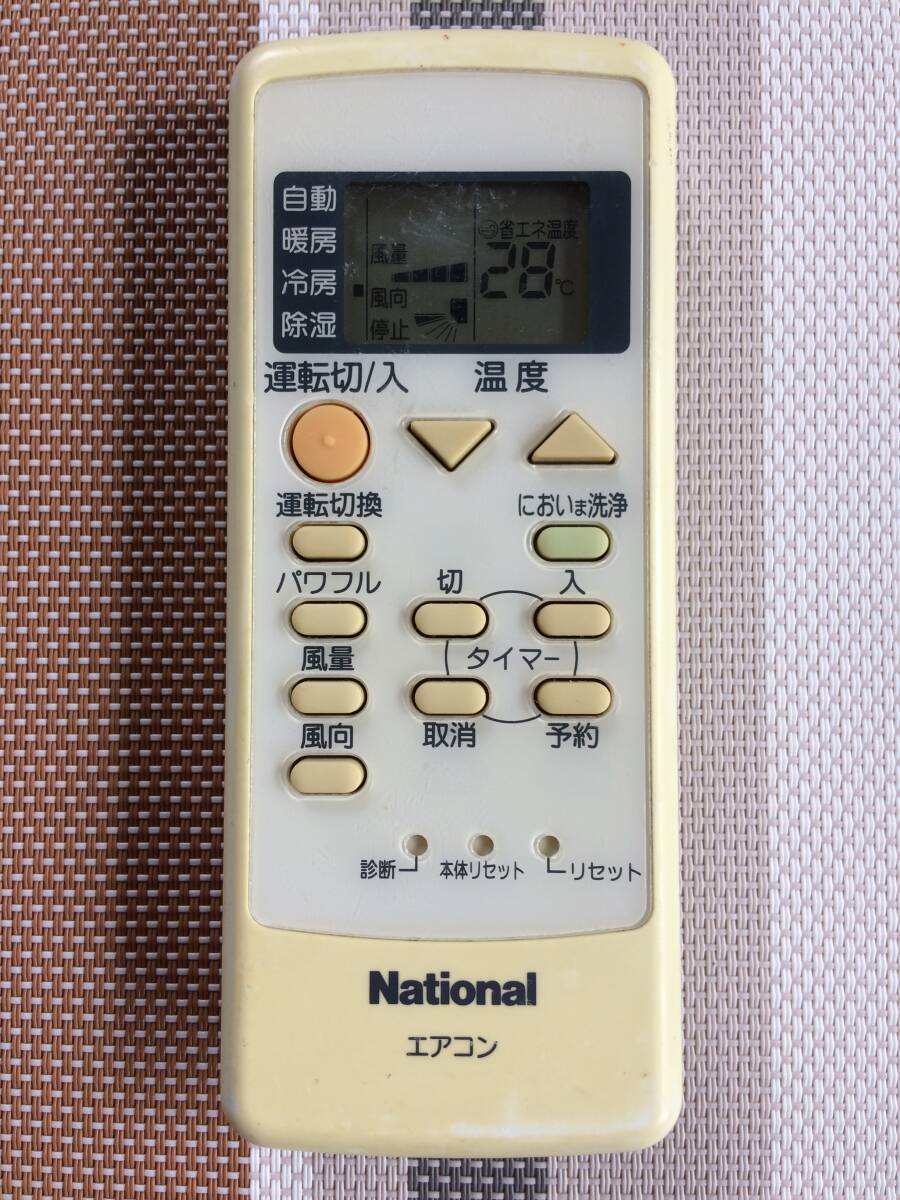 自動
暖房
冷房
除湿
風量
風向
停止
省エネ温度
28℃
運転切/入
温度
運転切換
においま洗浄
パワフル
切
入
風量
タイマー
風向
取消
予約
診断
本体リセット
リセット
National
エアコン